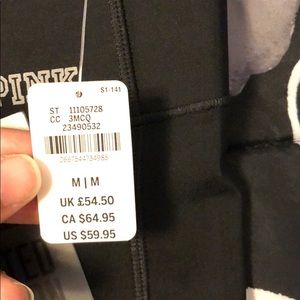 PINK
S1-141
ST 11105728
CC 3MCQ
23490532
M | M
UK £54.50
CA $64.95
US $59.95